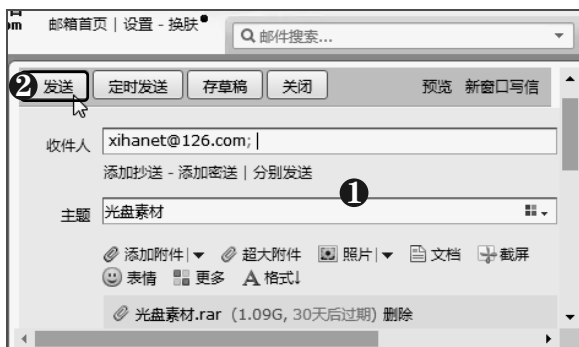 om 邮箱首页 | 设置 - 换肤 邮件搜索...
❷ 发送 定时发送 存草稿 关闭 预览 新窗口写信
收件人 xihanet@126.com;
添加抄送 - 添加密送 | 分别发送
❶
主题 光盘素材
添加附件 | 超大附件 照片 | 文档 截屏
表情 更多 A 格式↓
光盘素材.rar (1.09G, 30天后过期) 删除